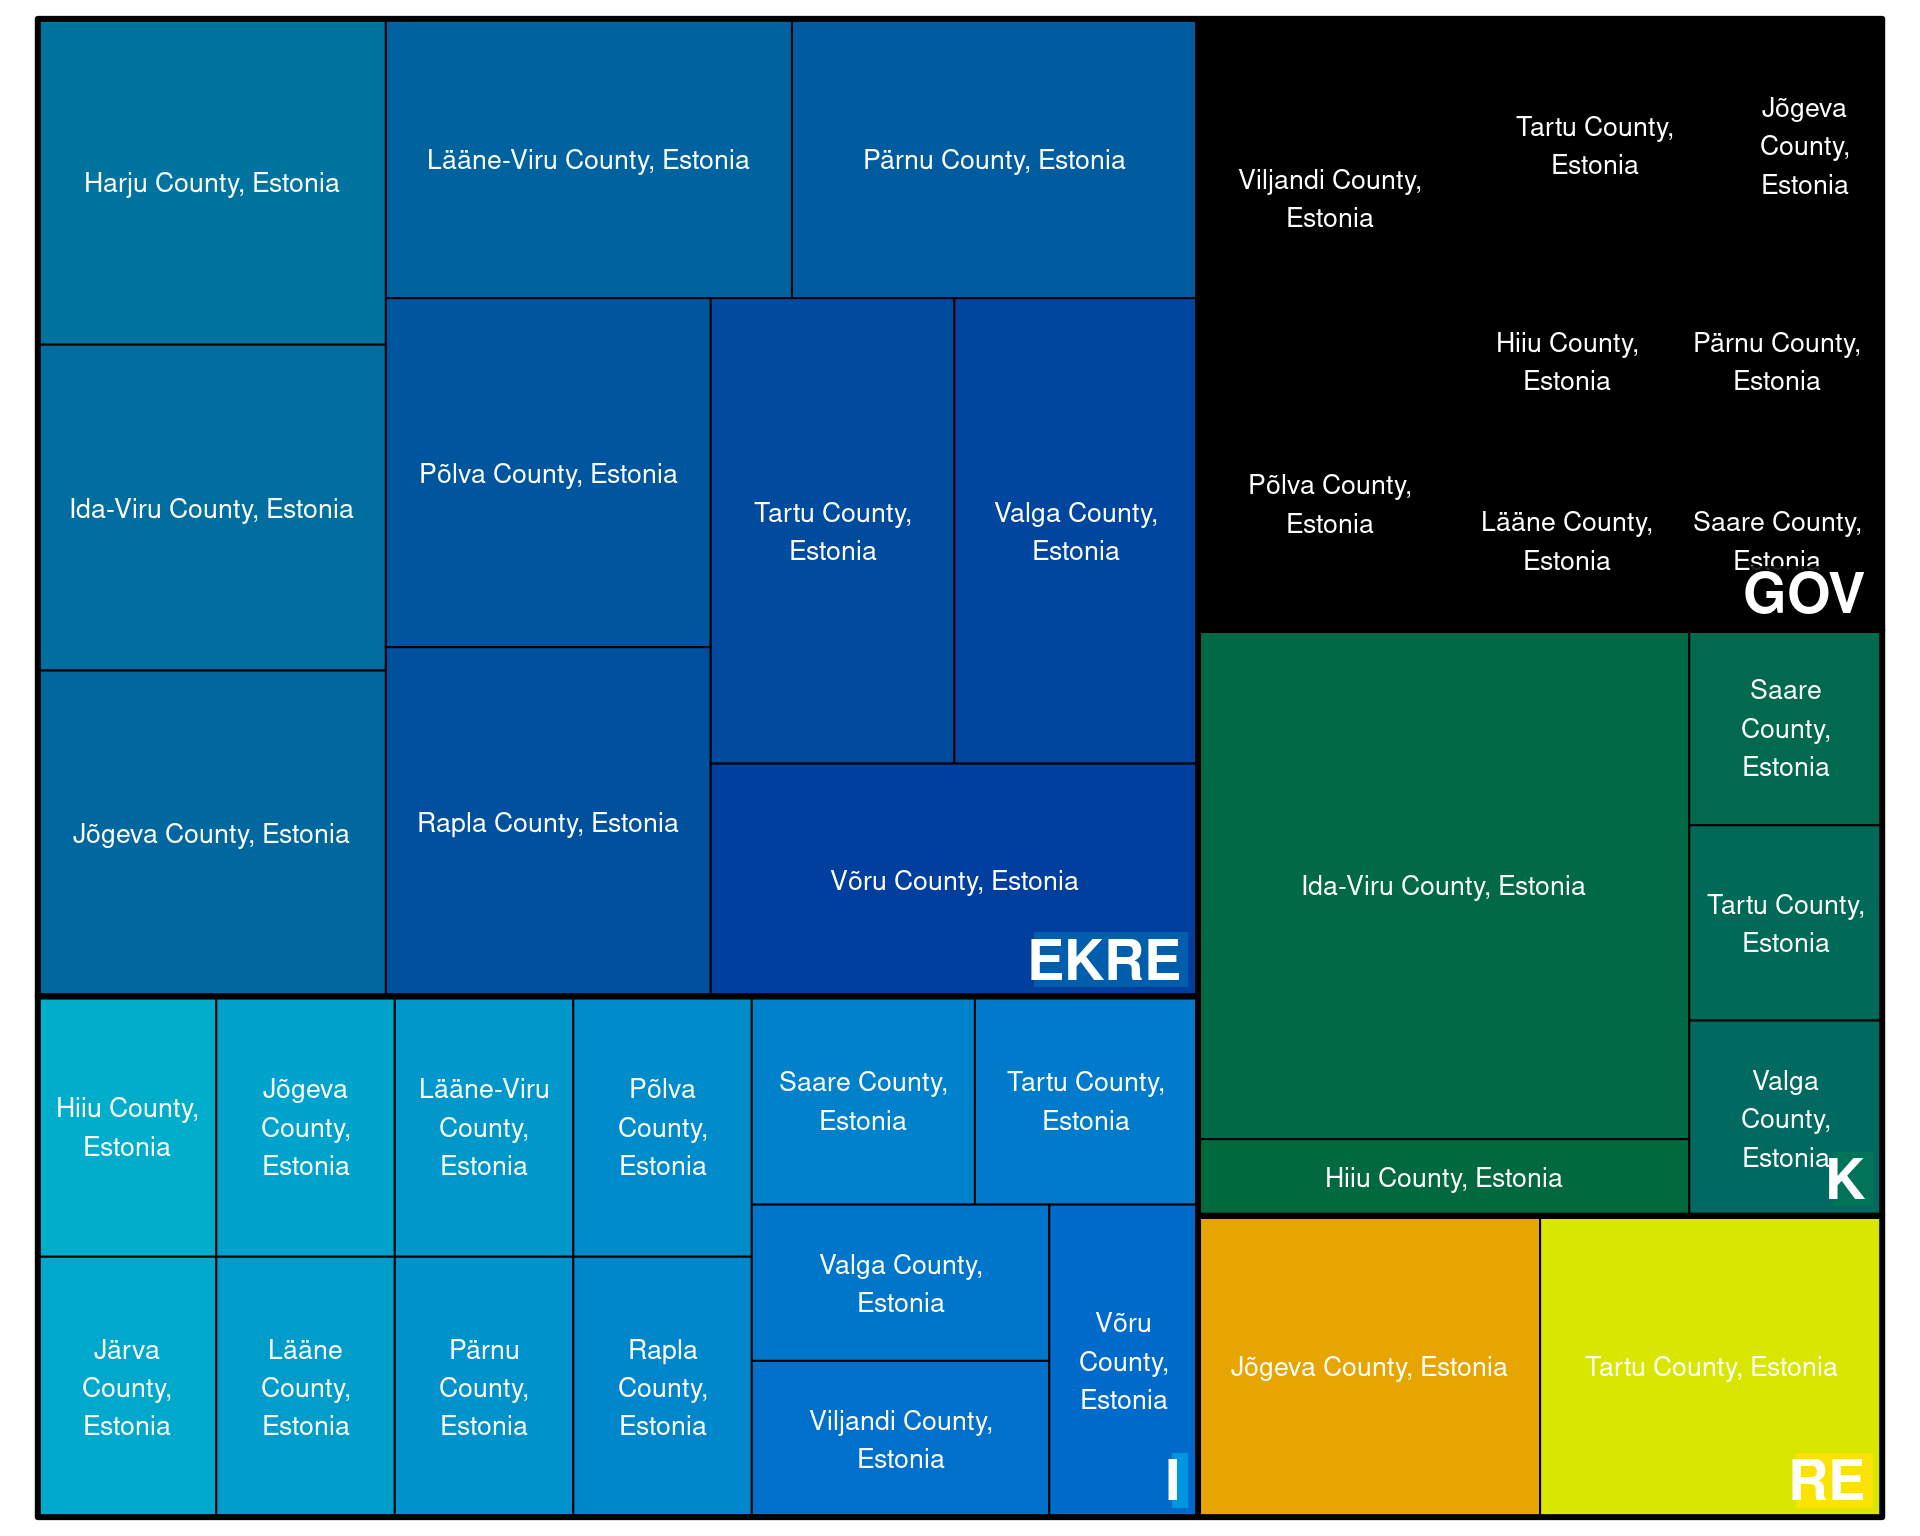 Harju County, Estonia
Ida-Viru County, Estonia
Jõgeva County, Estonia
Lääne-Viru County, Estonia
Pärnu County, Estonia
Põlva County, Estonia
Rapla County, Estonia
Tartu County,
Estonia
Valga County,
Estonia
Võru County, Estonia
EKRE
Viljandi County,
Estonia
Tartu County,
Estonia
Jõgeva
County,
Estonia
Põlva County,
Estonia
Hiiu County,
Estonia
Pärnu County,
Estonia
Lääne County,
Estonia
Saare County,
Estonia
GOV
Ida-Viru County, Estonia
Hiiu County, Estonia
Saare
County,
Estonia
Tartu County,
Estonia
Valga
County,
Estonia
K
Hiiu County,
Estonia
Jõgeva
County,
Estonia
Lääne-Viru
County,
Estonia
Põlva
County,
Estonia
Järva
County,
Estonia
Lääne
County,
Estonia
Pärnu
County,
Estonia
Rapla
County,
Estonia
Saare County,
Estonia
Tartu County,
Estonia
Valga County,
Estonia
Viljandi County,
Estonia
Võru
County,
Estonia
I
Jõgeva County, Estonia
Tartu County, Estonia
RE